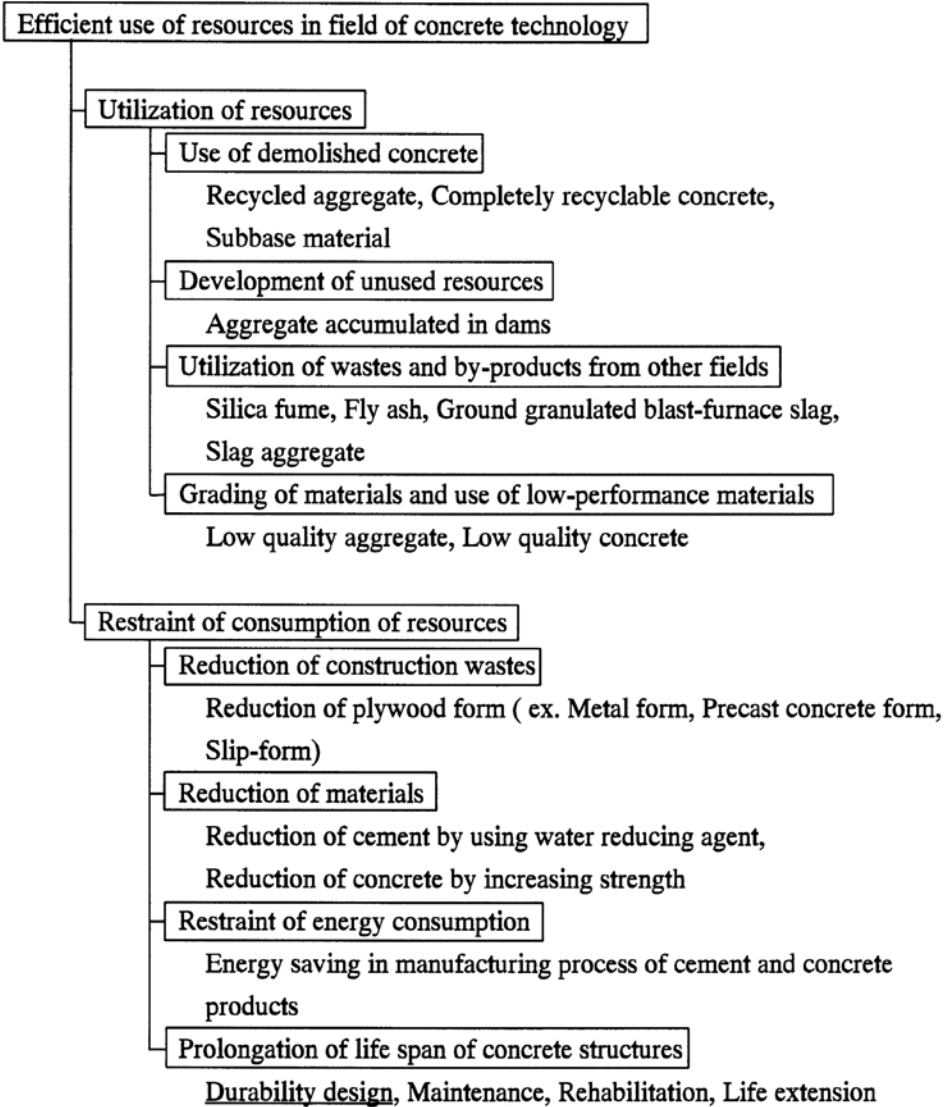 Efficient use of resources in field of concrete technology
Utilization of resources
Use of demolished concrete
Recycled aggregate, Completely recyclable concrete,
Subbase material
Development of unused resources
Aggregate accumulated in dams
Utilization of wastes and by-products from other fields
Silica fume, Fly ash, Ground granulated blast-furnace slag,
Slag aggregate
Grading of materials and use of low-performance materials
Low quality aggregate, Low quality concrete
Restraint of consumption of resources
Reduction of construction wastes
Reduction of plywood form ( ex. Metal form, Precast concrete form,
Slip-form)
Reduction of materials
Reduction of cement by using water reducing agent,
Reduction of concrete by increasing strength
Restraint of energy consumption
Energy saving in manufacturing process of cement and concrete
products
Prolongation of life span of concrete structures
Durability design, Maintenance, Rehabilitation, Life extension